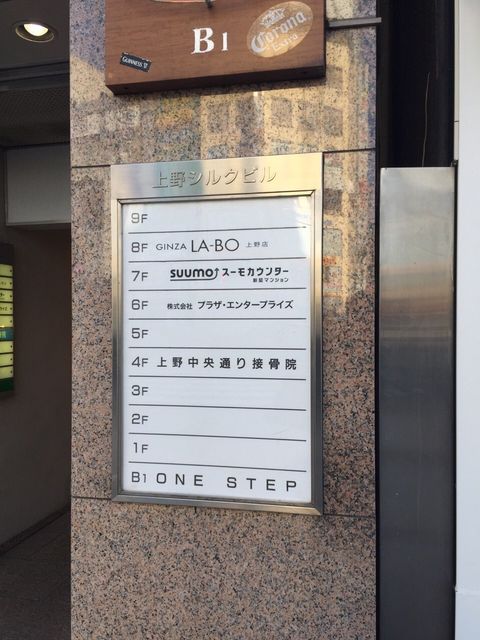 B1
Corona
Extra
GUINNESS
上野シルクビル
9F
8F GINZA LA-BO 上野店
7F SUUMO スーモカウンター
新築マンション
6F 株式会社 プラザ・エンタープライズ
5F
4F 上野中央通り接骨院
3F
2F
1F
B1 ONE STEP